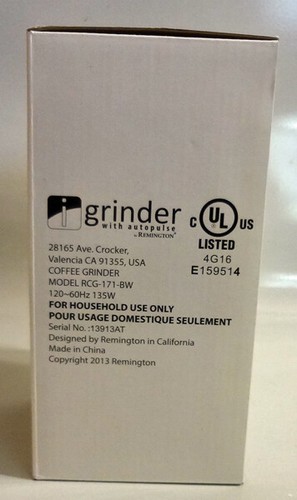 i grinder
with autopulse
by REMINGTON®
C UL US
LISTED
4G16
E159514
28165 Ave. Crocker,
Valencia CA 91355, USA
COFFEE GRINDER
MODEL RCG-171-BW
120~60Hz 135W
FOR HOUSEHOLD USE ONLY
POUR USAGE DOMESTIQUE SEULEMENT
Serial No. :13913AT
Designed by Remington in California
Made in China
Copyright 2013 Remington